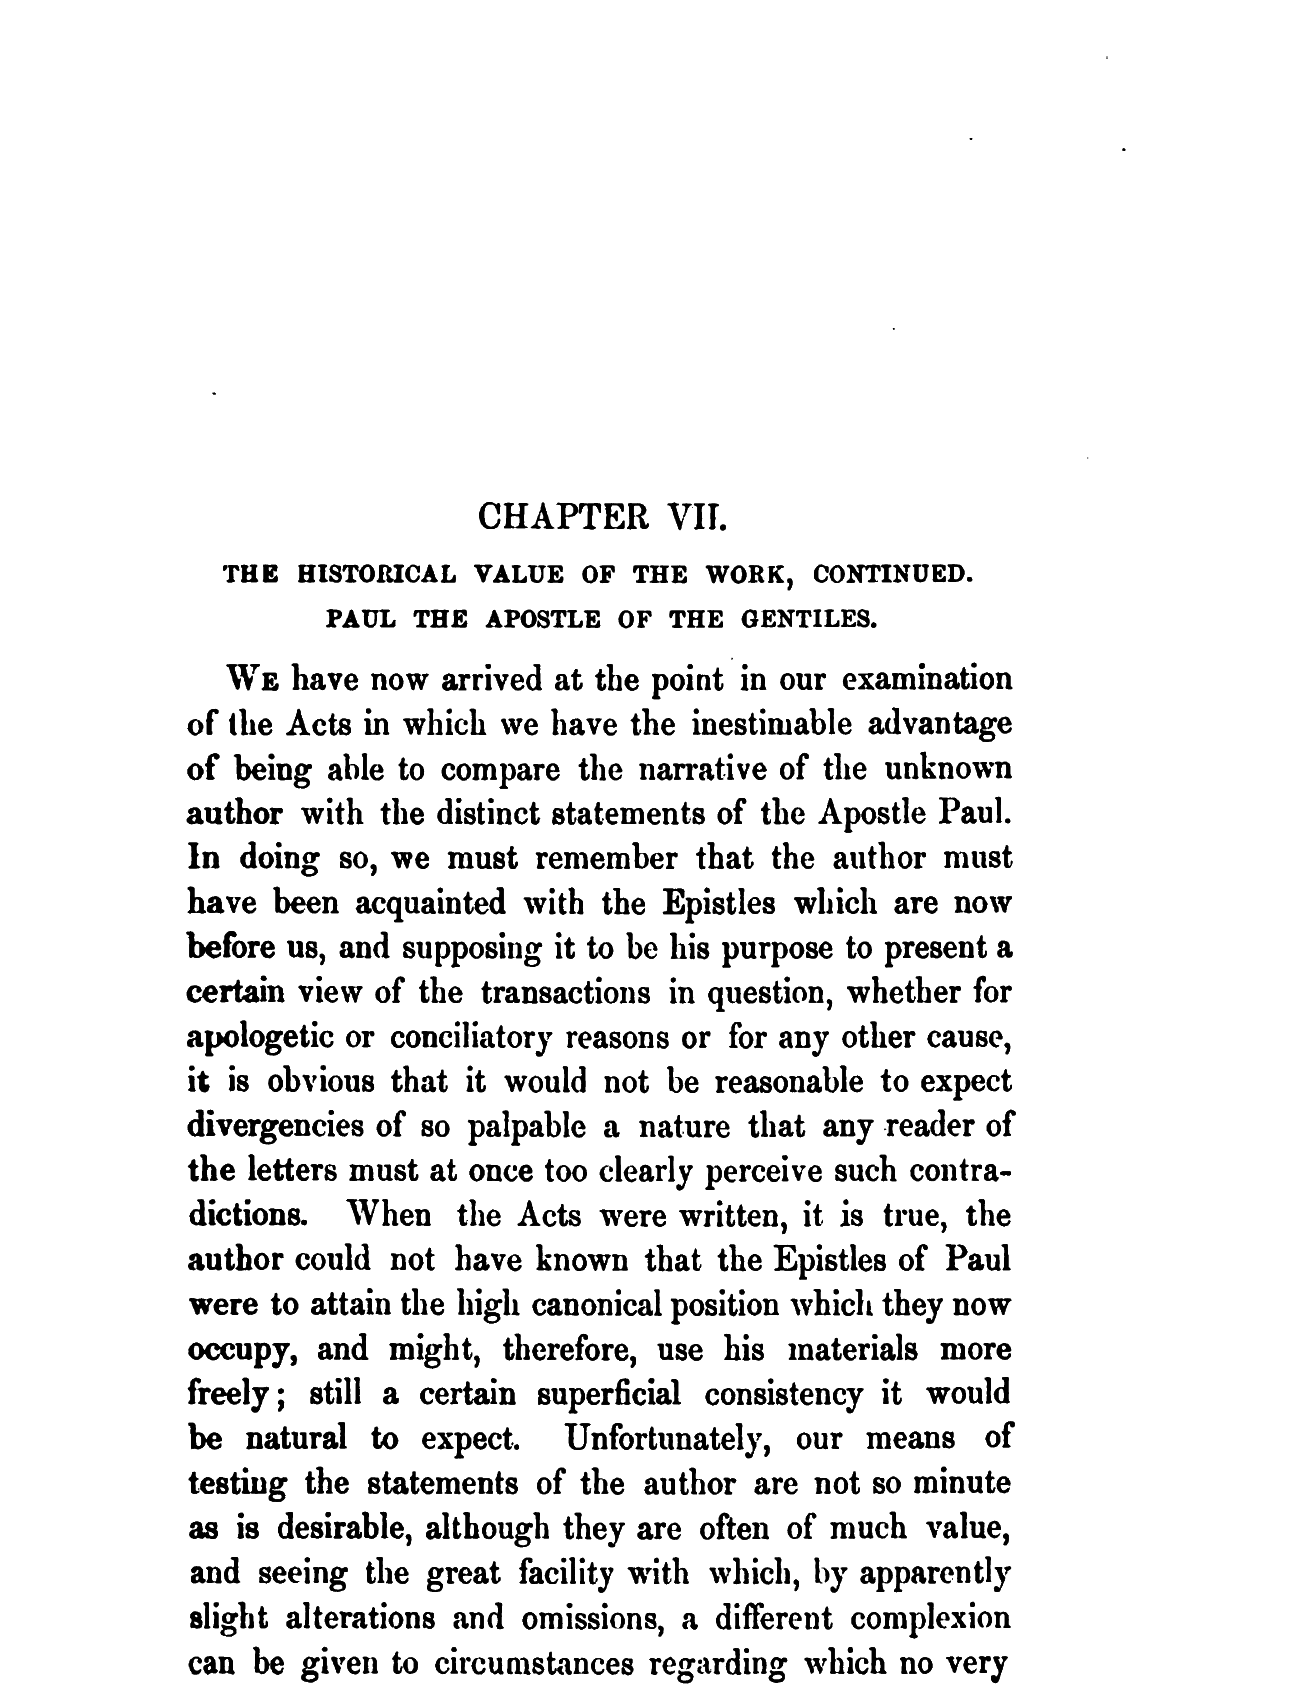 CHAPTER VII.
THE HISTORICAL VALUE OF THE WORK, CONTINUED.
PAUL THE APOSTLE OF THE GENTILES.
WE have now arrived at the point in our examination
of the Acts in which we have the inestimable advantage
of being able to compare the narrative of the unknown
author with the distinct statements of the Apostle Paul.
In doing so, we must remember that the author must
have been acquainted with the Epistles which are now
before us, and supposing it to be his purpose to present a
certain view of the transactions in question, whether for
apologetic or conciliatory reasons or for any other cause,
it is obvious that it would not be reasonable to expect
divergencies of so palpable a nature that any reader of
the letters must at once too clearly perceive such contra-
dictions. When the Acts were written, it is true, the
author could not have known that the Epistles of Paul
were to attain the high canonical position which they now
occupy, and might, therefore, use his materials more
freely; still a certain superficial consistency it would
be natural to expect. Unfortunately, our means of
testing the statements of the author are not so minute
as is desirable, although they are often of much value,
and seeing the great facility with which, by apparently
slight alterations and omissions, a different complexion
can be given to circumstances regarding which no very